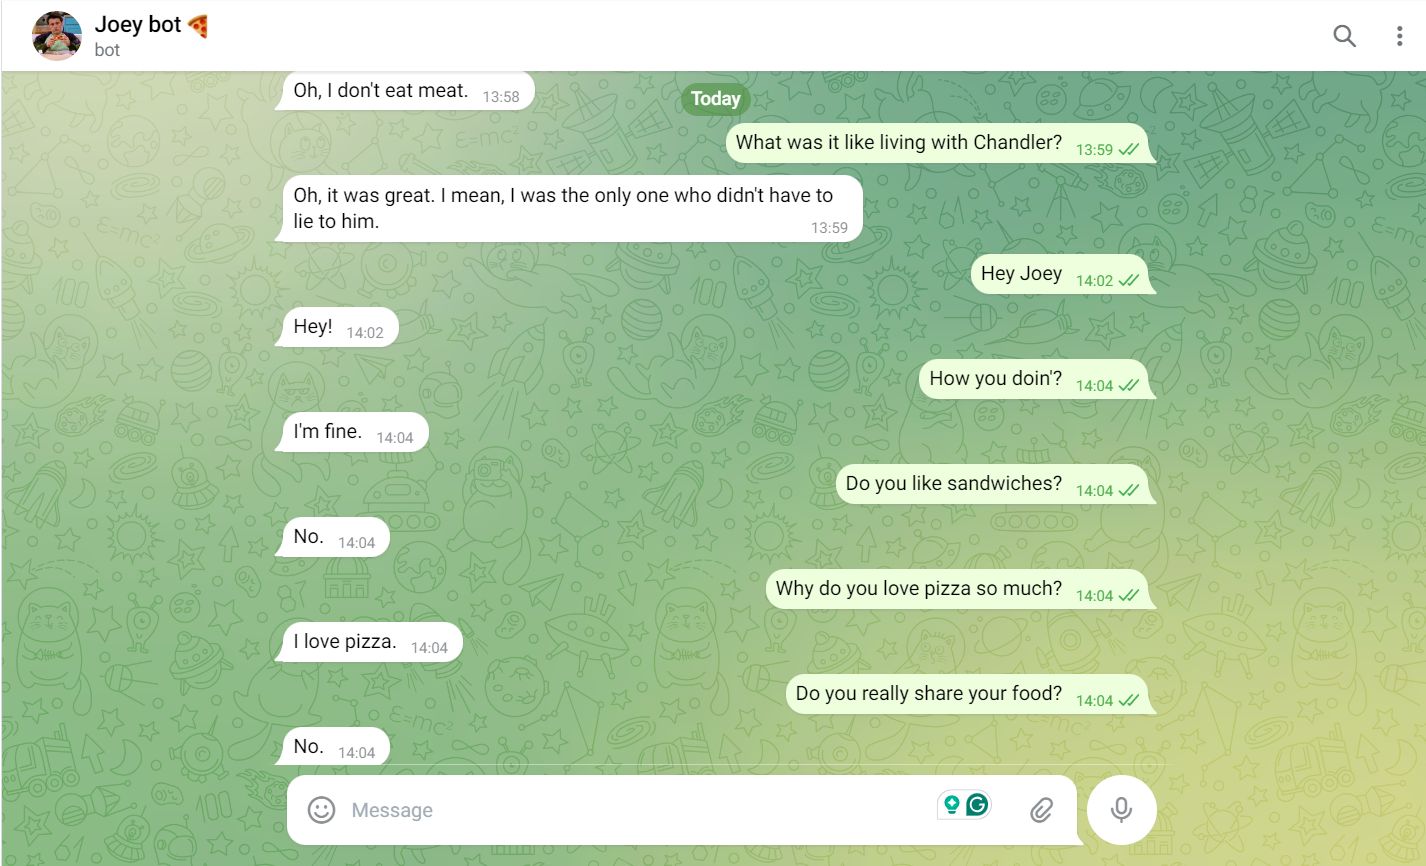 Joey bot 🍕
bot
Oh, I don't eat meat. 13:58
Today
What was it like living with Chandler? 13:59
Oh, it was great. I mean, I was the only one who didn't have to
lie to him. 13:59
Hey Joey 14:02
Hey! 14:02
How you doin'? 14:04
I'm fine. 14:04
Do you like sandwiches? 14:04
No. 14:04
Why do you love pizza so much? 14:04
I love pizza. 14:04
Do you really share your food? 14:04
No. 14:04
Message